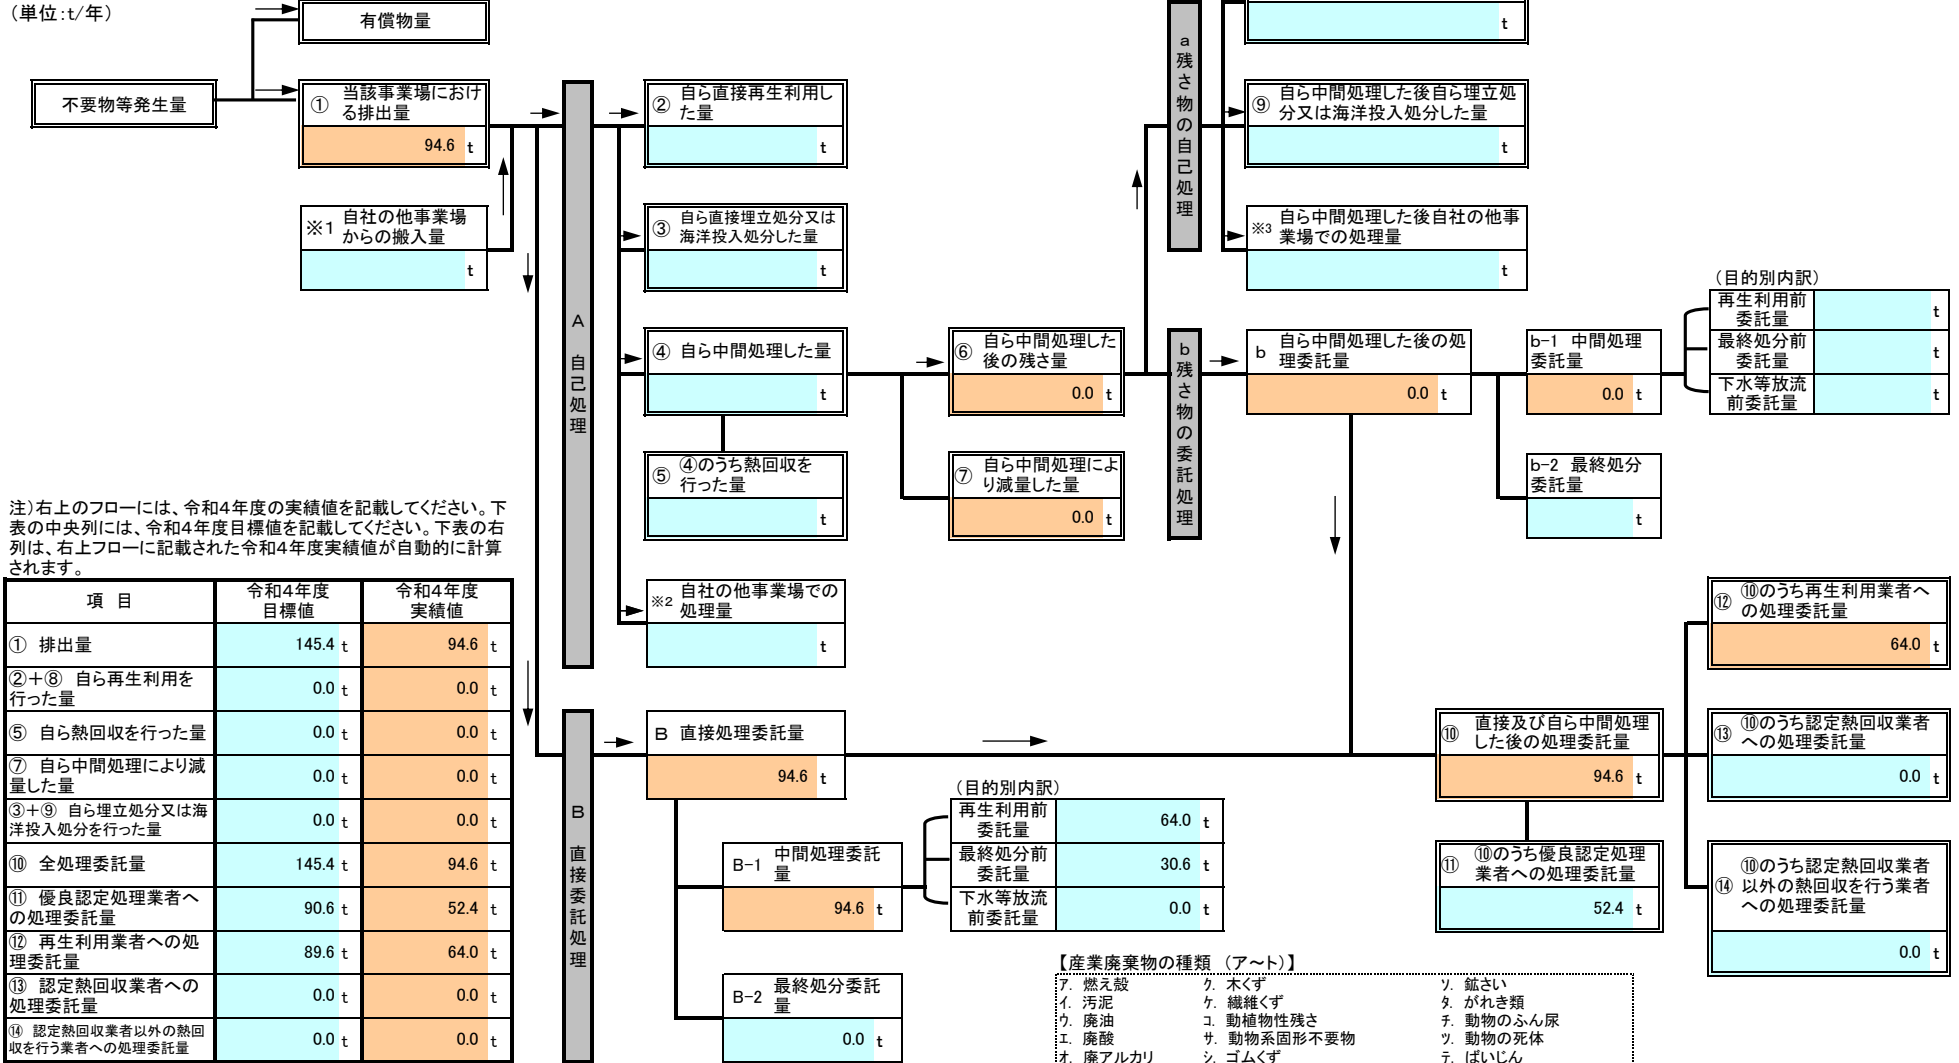 （単位:t/年）
有償物量
不要物等発生量
① 当該事業場におけ
る排出量
94.6 t
※1 自社の他事業場
からの搬入量
t
A 自己処理
② 自ら直接再生利用し
た量
t
③ 自ら直接埋立処分又は
海洋投入処分した量
t
④ 自ら中間処理した量
t
⑤ ④のうち熱回収を
行った量
t
※2 自社の他事業場での
処理量
t
⑥ 自ら中間処理した
後の残さ量
0.0 t
⑦ 自ら中間処理によ
り減量した量
0.0 t
a 残さ物の自己処理
t
⑨ 自ら中間処理した後自ら埋立処
分又は海洋投入処分した量
t
※3 自ら中間処理した後自社の他事
業場での処理量
t
b 残さ物の委託処理
b 自ら中間処理した後の処
理委託量
0.0 t
b-1 中間処理
委託量
0.0 t
b-2 最終処分
委託量
t
（目的別内訳）
再生利用前
委託量
t
最終処分前
委託量
t
下水等放流
前委託量
t
注）右上のフローには、令和４年度の実績値を記載してください。下
表の中央列には、令和４年度目標値を記載してください。下表の右
列は、右上フローに記載された令和４年度実績値が自動的に計算
されます。
項 目
令和４年度
目標値
令和４年度
実績値
① 排出量 145.4 t 94.6 t
②＋⑧ 自ら再生利用を
行った量 0.0 t 0.0 t
⑤ 自ら熱回収を行った量 0.0 t 0.0 t
⑦ 自ら中間処理により減
量した量 0.0 t 0.0 t
③＋⑨ 自ら埋立処分又は海
洋投入処分を行った量 0.0 t 0.0 t
⑩ 全処理委託量 145.4 t 94.6 t
⑪ 優良認定処理業者へ
の処理委託量 90.6 t 52.4 t
⑫ 再生利用業者への処
理委託量 89.6 t 64.0 t
⑬ 認定熱回収業者への
処理委託量 0.0 t 0.0 t
⑭ 認定熱回収業者以外の熱回
収を行う業者への処理委託量 0.0 t 0.0 t
B 直接委託処理
B 直接処理委託量
94.6 t
B-1 中間処理委託
量
94.6 t
B-2 最終処分委託
量
0.0 t
（目的別内訳）
再生利用前
委託量
64.0 t
最終処分前
委託量
30.6 t
下水等放流
前委託量
0.0 t
⑩ 直接及び自ら中間処理
した後の処理委託量
94.6 t
⑪ ⑩のうち優良認定処理
業者への処理委託量
52.4 t
⑫ ⑩のうち再生利用業者へ
の処理委託量
64.0 t
⑬ ⑩のうち認定熱回収業者
への処理委託量
0.0 t
⑭ ⑩のうち認定熱回収業者
以外の熱回収を行う業者
への処理委託量
0.0 t
【産業廃棄物の種類 （ア～ト）】
ｱ. 燃え殻 ｸ. 木くず ｿ. 鉱さい
ｲ. 汚泥 ｹ. 繊維くず ﾀ. がれき類
ｳ. 廃油 ｺ. 動植物性残さ ﾁ. 動物のふん尿
ｴ. 廃酸 ｻ. 動物系固形不要物 ﾂ. 動物の死体
ｵ. 廃アルカリ ｼ. ゴムくず ﾃ. ばいじん